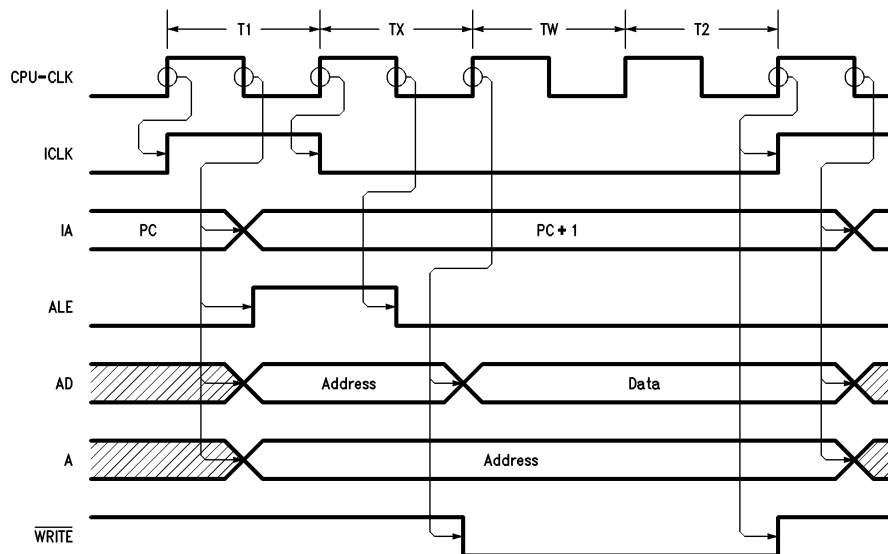 T1 TX TW T2
CPU-CLK
ICLK
IA PC PC + 1
ALE
AD Address Data
A Address
WRITE